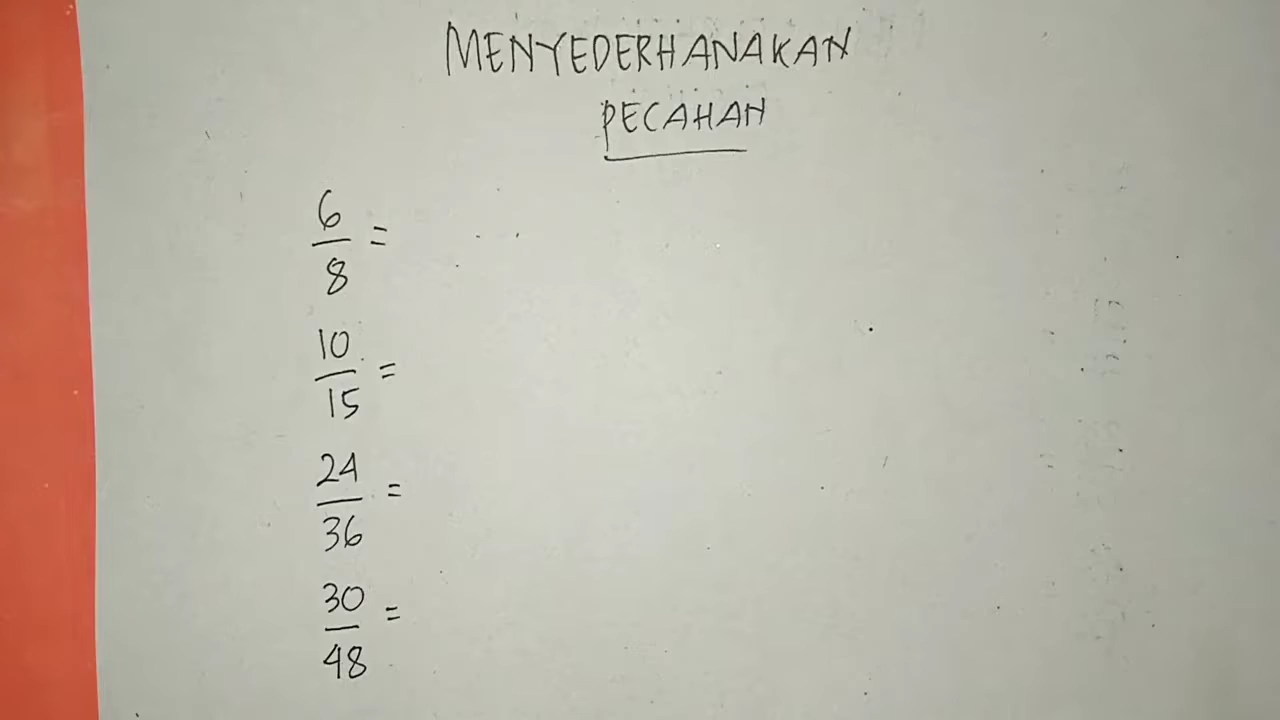 MENYEDERHANAKAN
PECAHAN
6/8 =
10/15 =
24/36 =
30/48 =